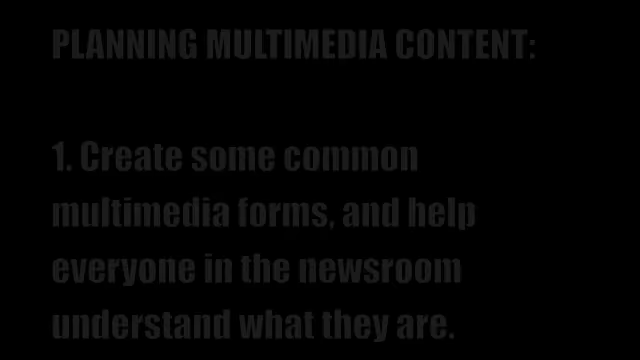 PLANNING MULTIMEDIA CONTENT:
1. Create some common
multimedia forms, and help
everyone in the newsroom
understand what they are.